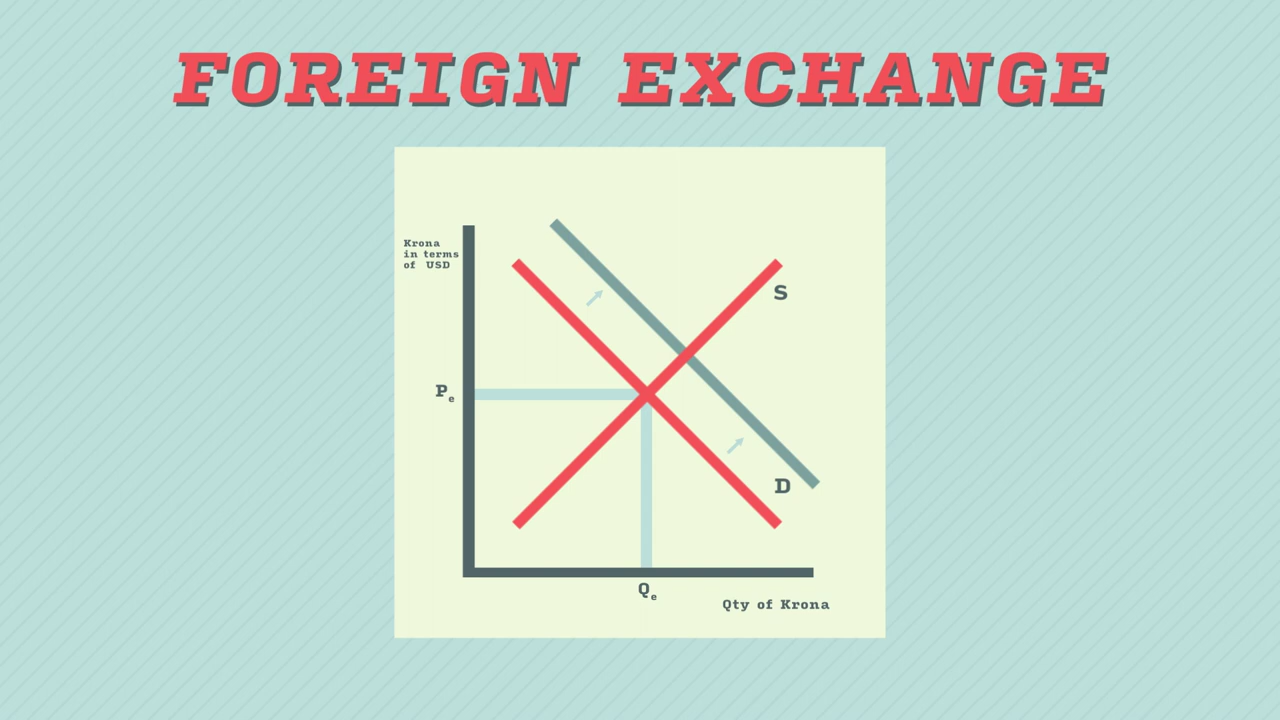 FOREIGN EXCHANGE
Krona
in terms
of USD
S
Pe
D
Qe
Qty of Krona